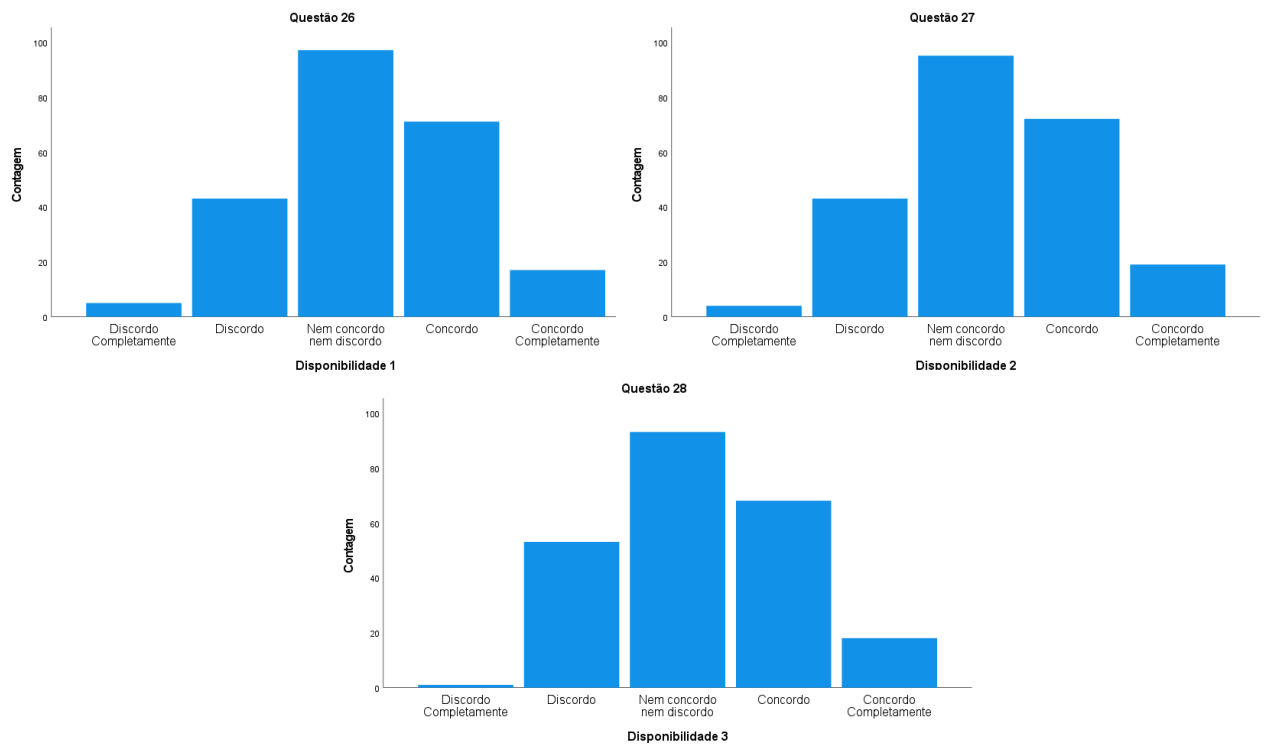 Questão 26
Contagem
100
80
60
40
20
0
Discordo
Completamente
Discordo
Nem concordo
nem discordo
Concordo
Concordo
Completamente
Disponibilidade 1
Questão 27
Contagem
100
80
60
40
20
0
Discordo
Completamente
Discordo
Nem concordo
nem discordo
Concordo
Concordo
Completamente
Disponibilidade 2
Questão 28
Contagem
100
80
60
40
20
0
Discordo
Completamente
Discordo
Nem concordo
nem discordo
Concordo
Concordo
Completamente
Disponibilidade 3